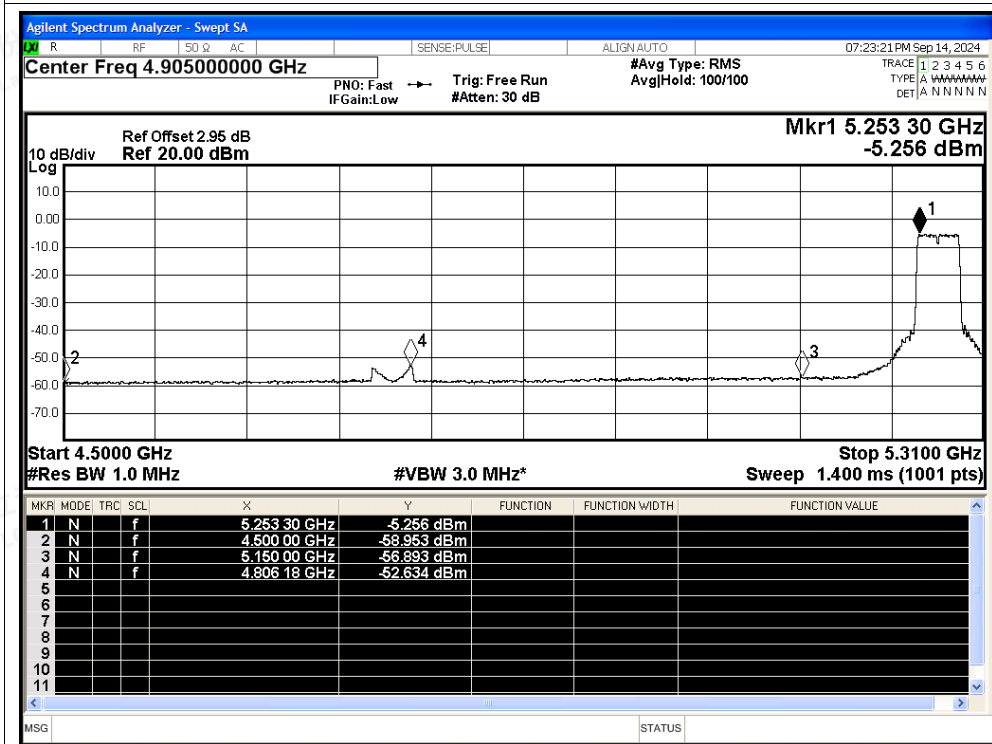 Agilent Spectrum Analyzer - Swept SA
LXI R RF 50 Ω AC SENSE:PULSE ALIGN AUTO 07:23:21 PM Sep 14, 2024
Center Freq 4.905000000 GHz #Avg Type: RMS TRACE 1 2 3 4 5 6
PNO: Fast Trig: Free Run Avg|Hold: 100/100 TYPE A WWWWW
IFGain:Low #Atten: 30 dB DET A N N N N N
Mkr1 5.253 30 GHz
Ref Offset 2.95 dB
10 dB/div Ref 20.00 dBm -5.256 dBm
Log
10.0
0.00
-10.0
-20.0
-30.0
-40.0
-50.0
-60.0
-70.0
1
2
3
4
Start 4.5000 GHz Stop 5.3100 GHz
#Res BW 1.0 MHz #VBW 3.0 MHz* Sweep 1.400 ms (1001 pts)
MKR MODE TRC SCL X Y FUNCTION FUNCTION WIDTH FUNCTION VALUE
1 N f 5.253 30 GHz -5.256 dBm
2 N f 4.500 00 GHz -58.953 dBm
3 N f 5.150 00 GHz -56.893 dBm
4 N f 4.806 18 GHz -52.634 dBm
5
6
7
8
9
10
11
MSG STATUS